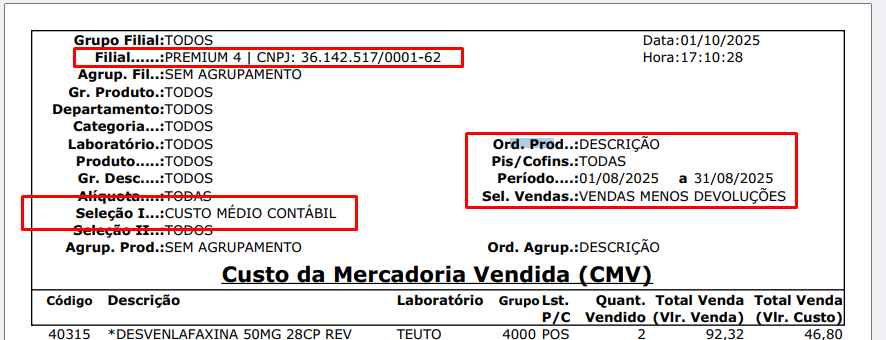 Grupo Filial:TODOS Data:01/10/2025
Filial......:PREMIUM 4 | CNPJ: 36.142.517/0001-62 Hora:17:10:28
Agrup. Fil..:SEM AGRUPAMENTO
Gr. Produto.:TODOS
Departamento:TODOS
Categoria...:TODOS
Laboratório.:TODOS Ord. Prod..:DESCRIÇÃO
Produto.....:TODOS Pis/Cofins.:TODAS
Gr. Desc....:TODOS Período....:01/08/2025 a 31/08/2025
Alíquota....:TODAS Sel. Vendas:VENDAS MENOS DEVOLUÇÕES
Seleção I...:CUSTO MÉDIO CONTÁBIL
Seleção II..:TODOS
Agrup. Prod.:SEM AGRUPAMENTO Ord. Agrup.:DESCRIÇÃO
Custo da Mercadoria Vendida (CMV)
Código Descrição Laboratório Grupo Lst. Quant. Total Venda Total Venda
P/C Vendido (Vlr. Venda) (Vlr. Custo)
40315 *DESVENLAFAXINA 50MG 28CP REV TEUTO 4000 POS 2 92,32 46,80